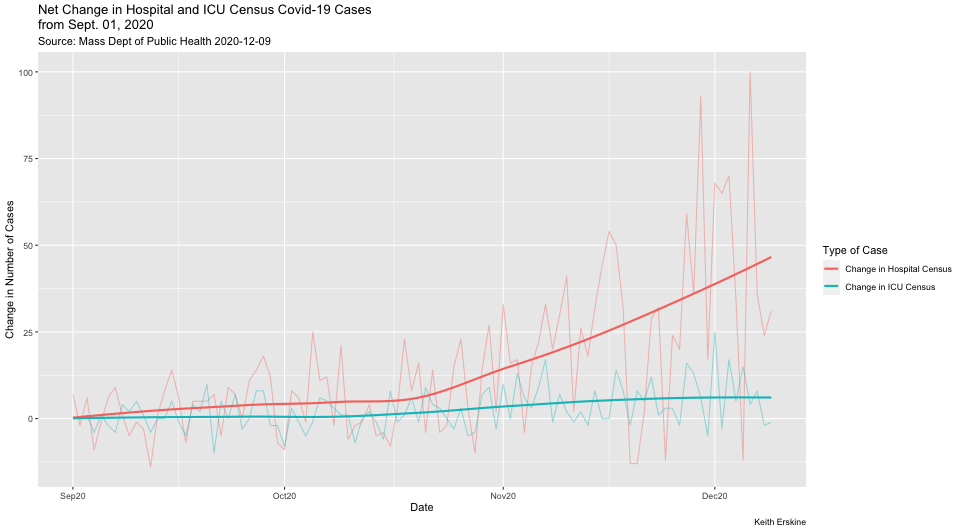 Net Change in Hospital and ICU Census Covid-19 Cases
from Sept. 01, 2020
Source: Mass Dept of Public Health 2020-12-09
100
75
50
25
0
Change in Number of Cases
Sep20
Oct20
Nov20
Dec20
Date
Type of Case
Change in Hospital Census
Change in ICU Census
Keith Erskine